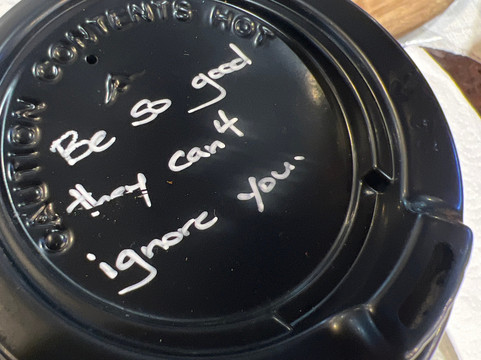 CAUTION CONTENTS HOT
Be so good
they can't
ignore you.